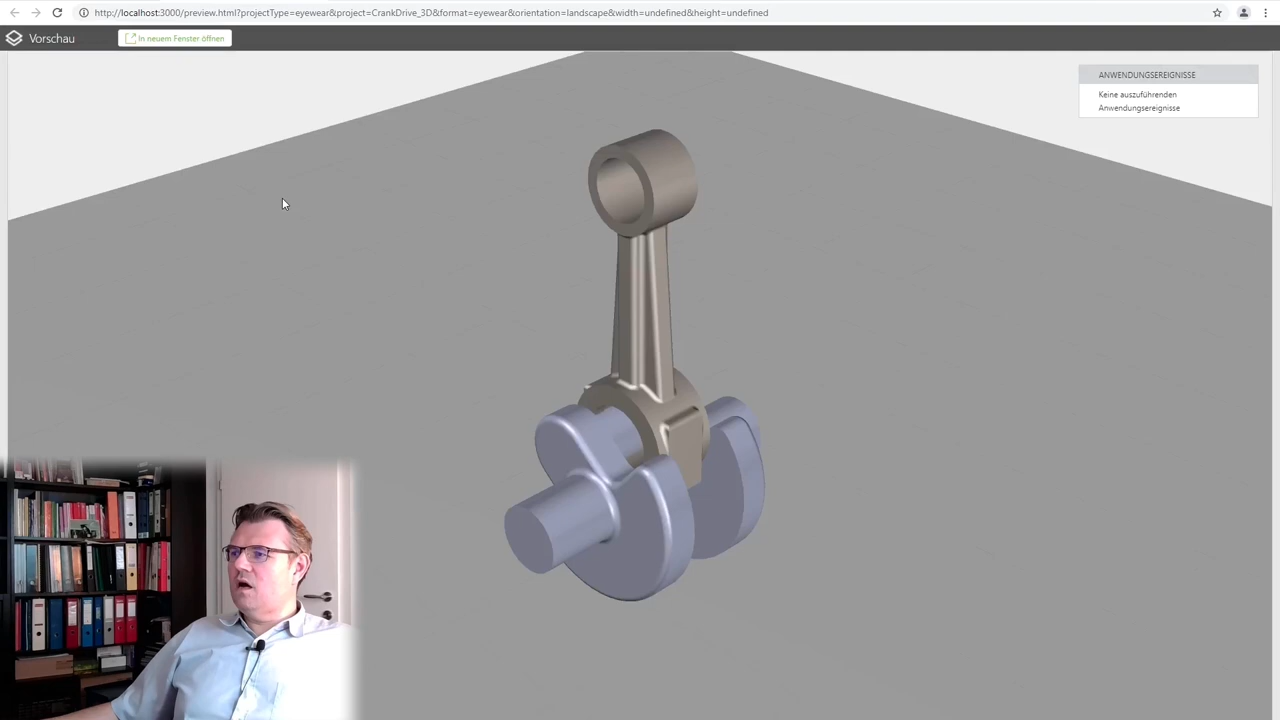 http://localhost:3000/preview.html?projectType=eyewear&project=CrankDrive_3D&format=eyewear&orientation=landscape&width=undefined&height=undefined
Vorschau
In neuem Fenster öffnen
ANWENDUNGSEREIGNISSE
Keine auszuführenden
Anwendungsereignisse